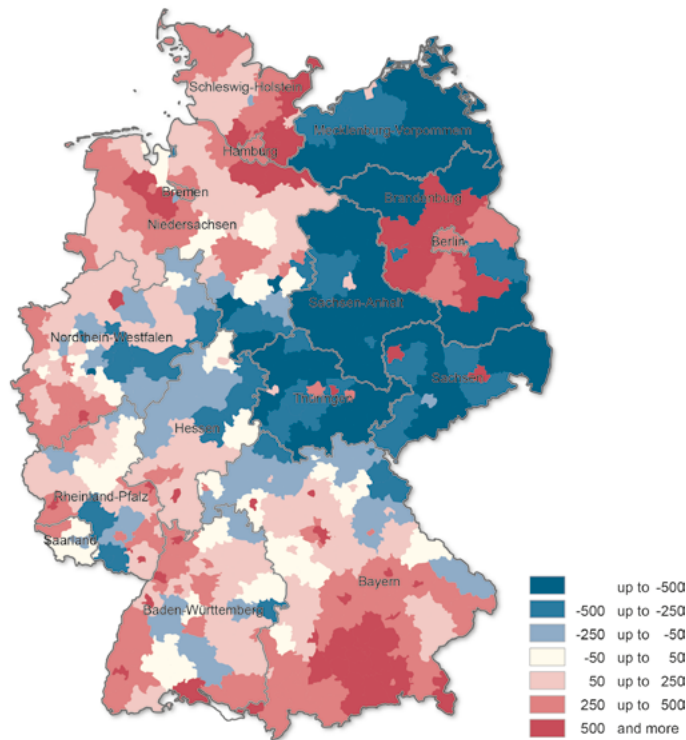 Schleswig-Holstein
Mecklenburg-Vorpommern
Hamburg
Bremen
Brandenburg
Niedersachsen
Berlin
Sachsen-Anhalt
Nordrhein-Westfalen
Sachsen
Thüringen
Hessen
Rheinland-Pfalz
Saarland
Bayern
Baden-Württemberg
up to -500
-500 up to -250
-250 up to -50
-50 up to 50
50 up to 250
250 up to 500
500 and more